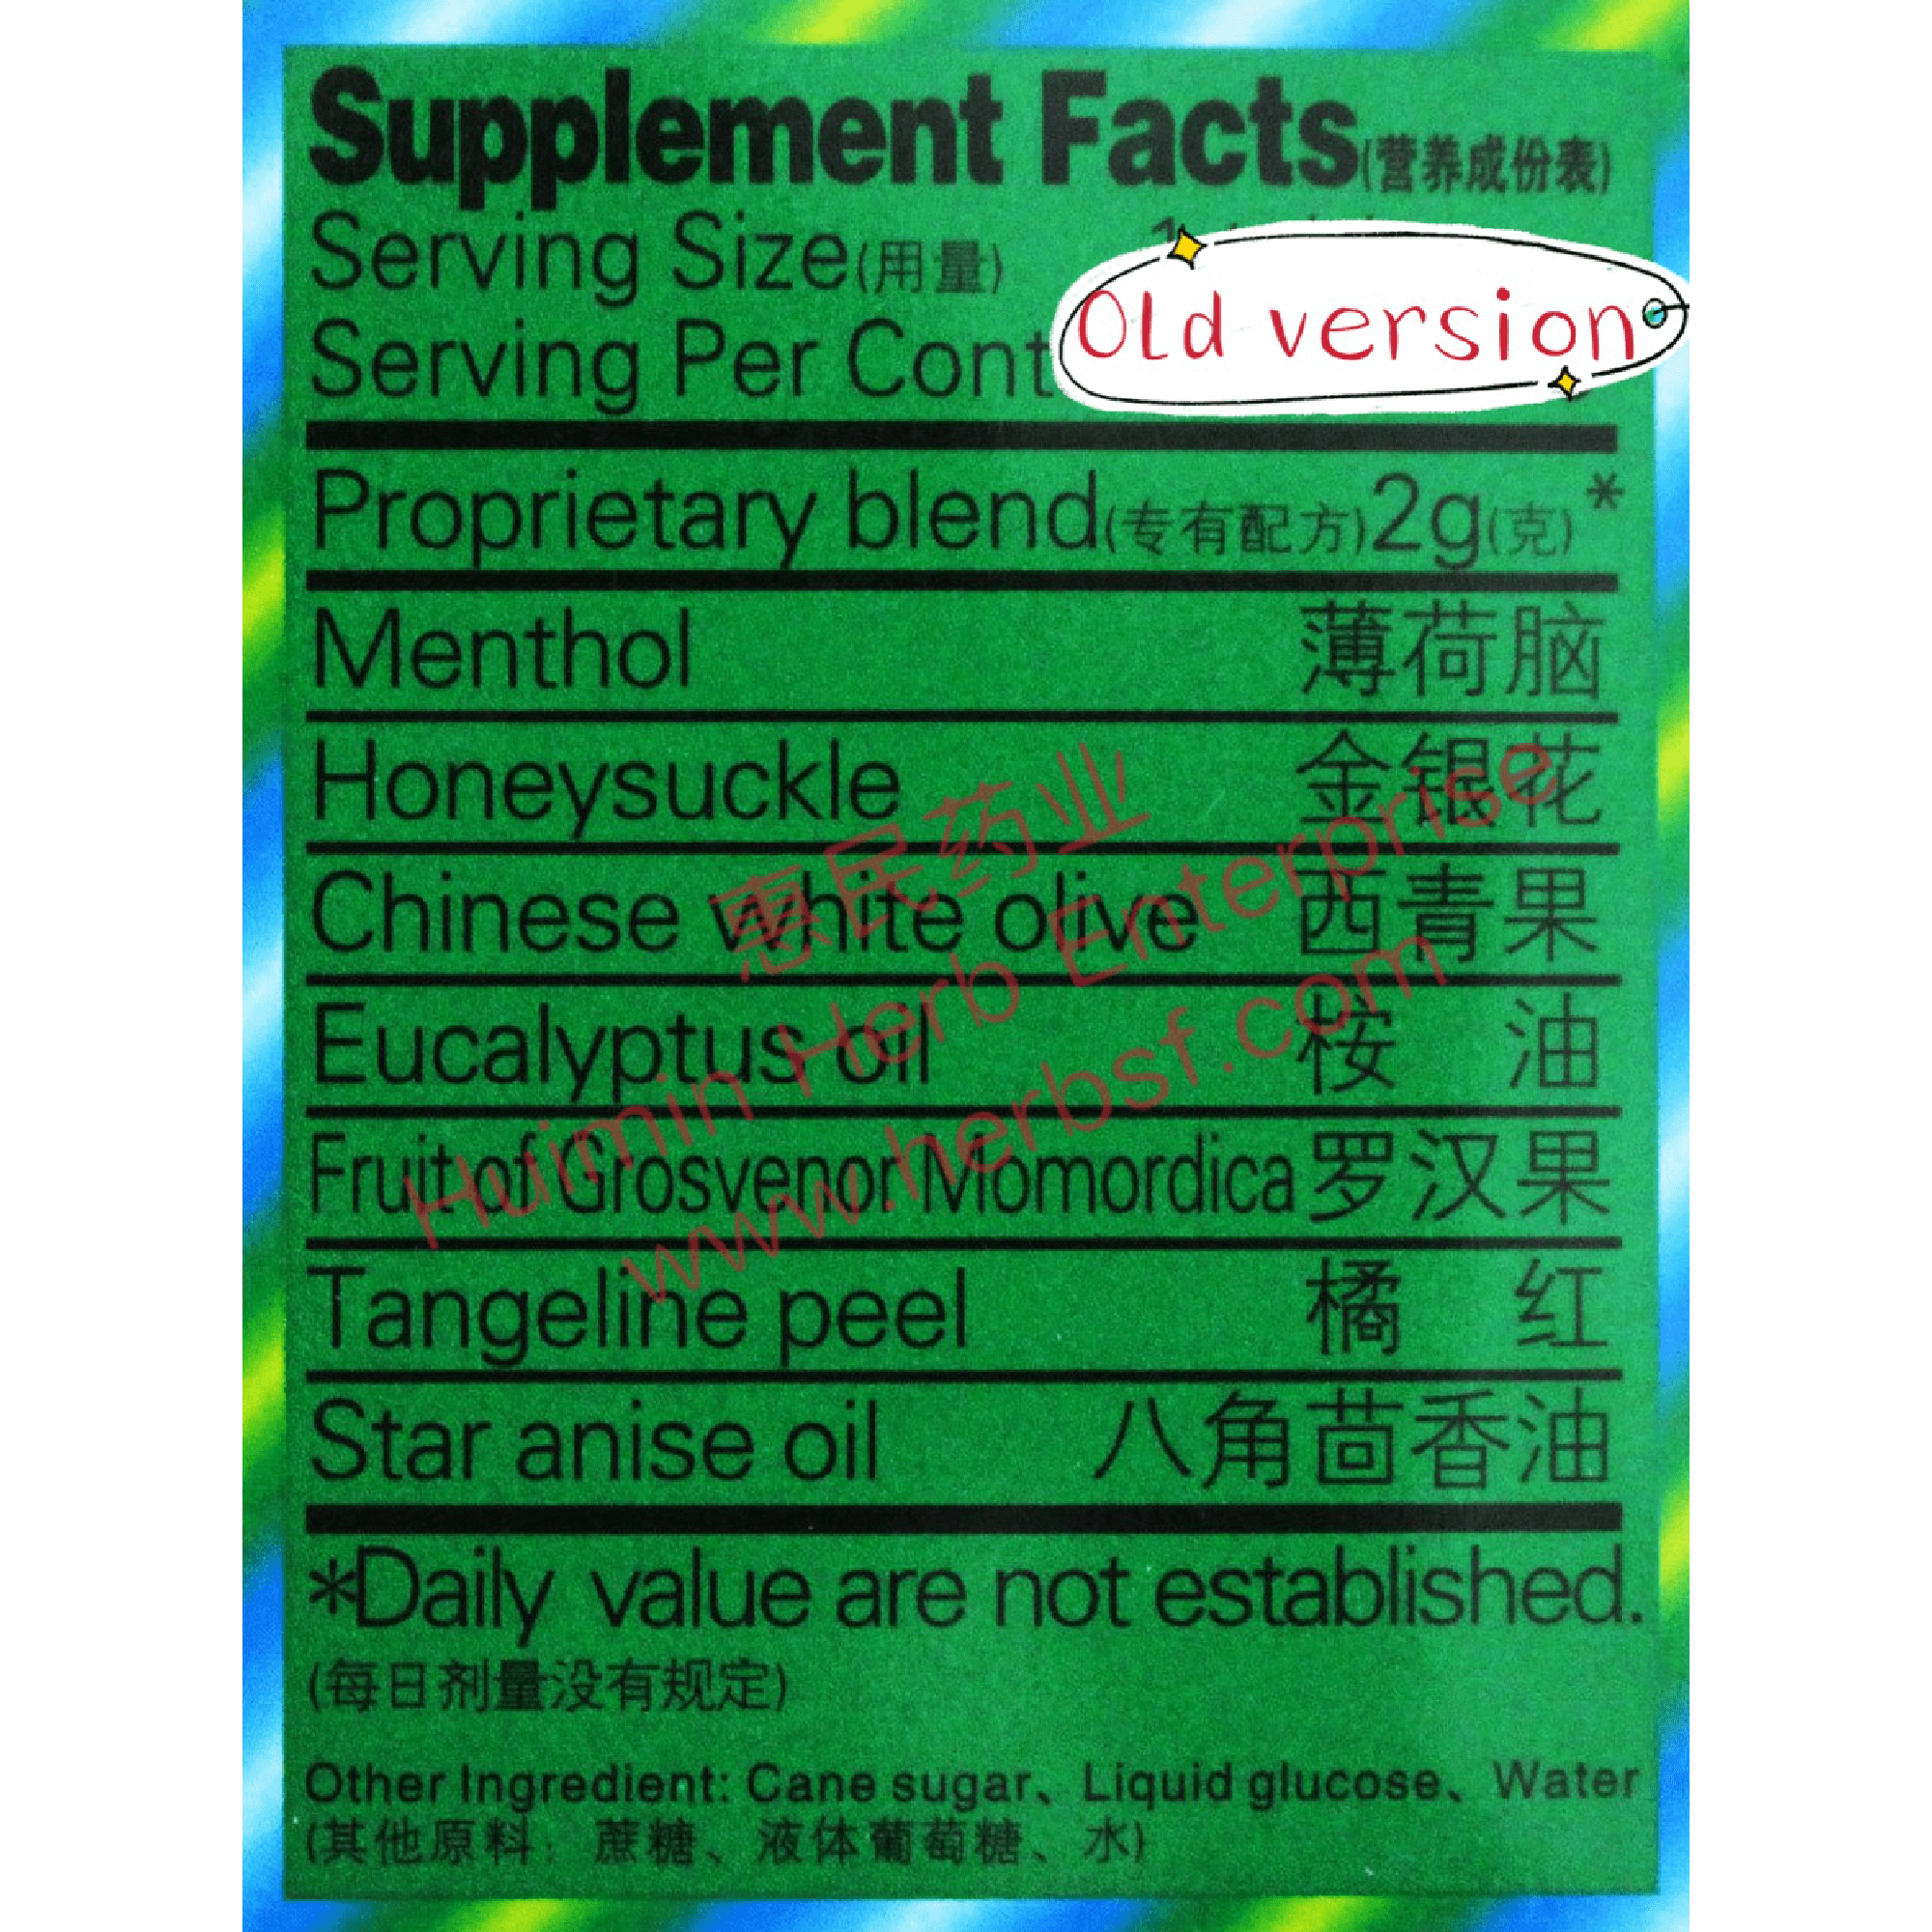 Supplement Facts(营养成份表)
Serving Size(用量) 1
Serving Per Cont
Old version
Proprietary blend(专有配方)2g(克)*
Menthol 薄荷脑
Honeysuckle 金银花
Chinese white olive 西青果
Eucalyptus oil 桉 油
Fruit of Grosvenor Momordica 罗汉果
Tangeline peel 橘 红
Star anise oil 八角茴香油
惠民药业
Huimin Herb Enterprise
www.herbsf.com
*Daily value are not established.
(每日剂量没有规定)
Other Ingredient: Cane sugar、Liquid glucose、Water
(其他原料: 蔗糖、液体葡萄糖、水)